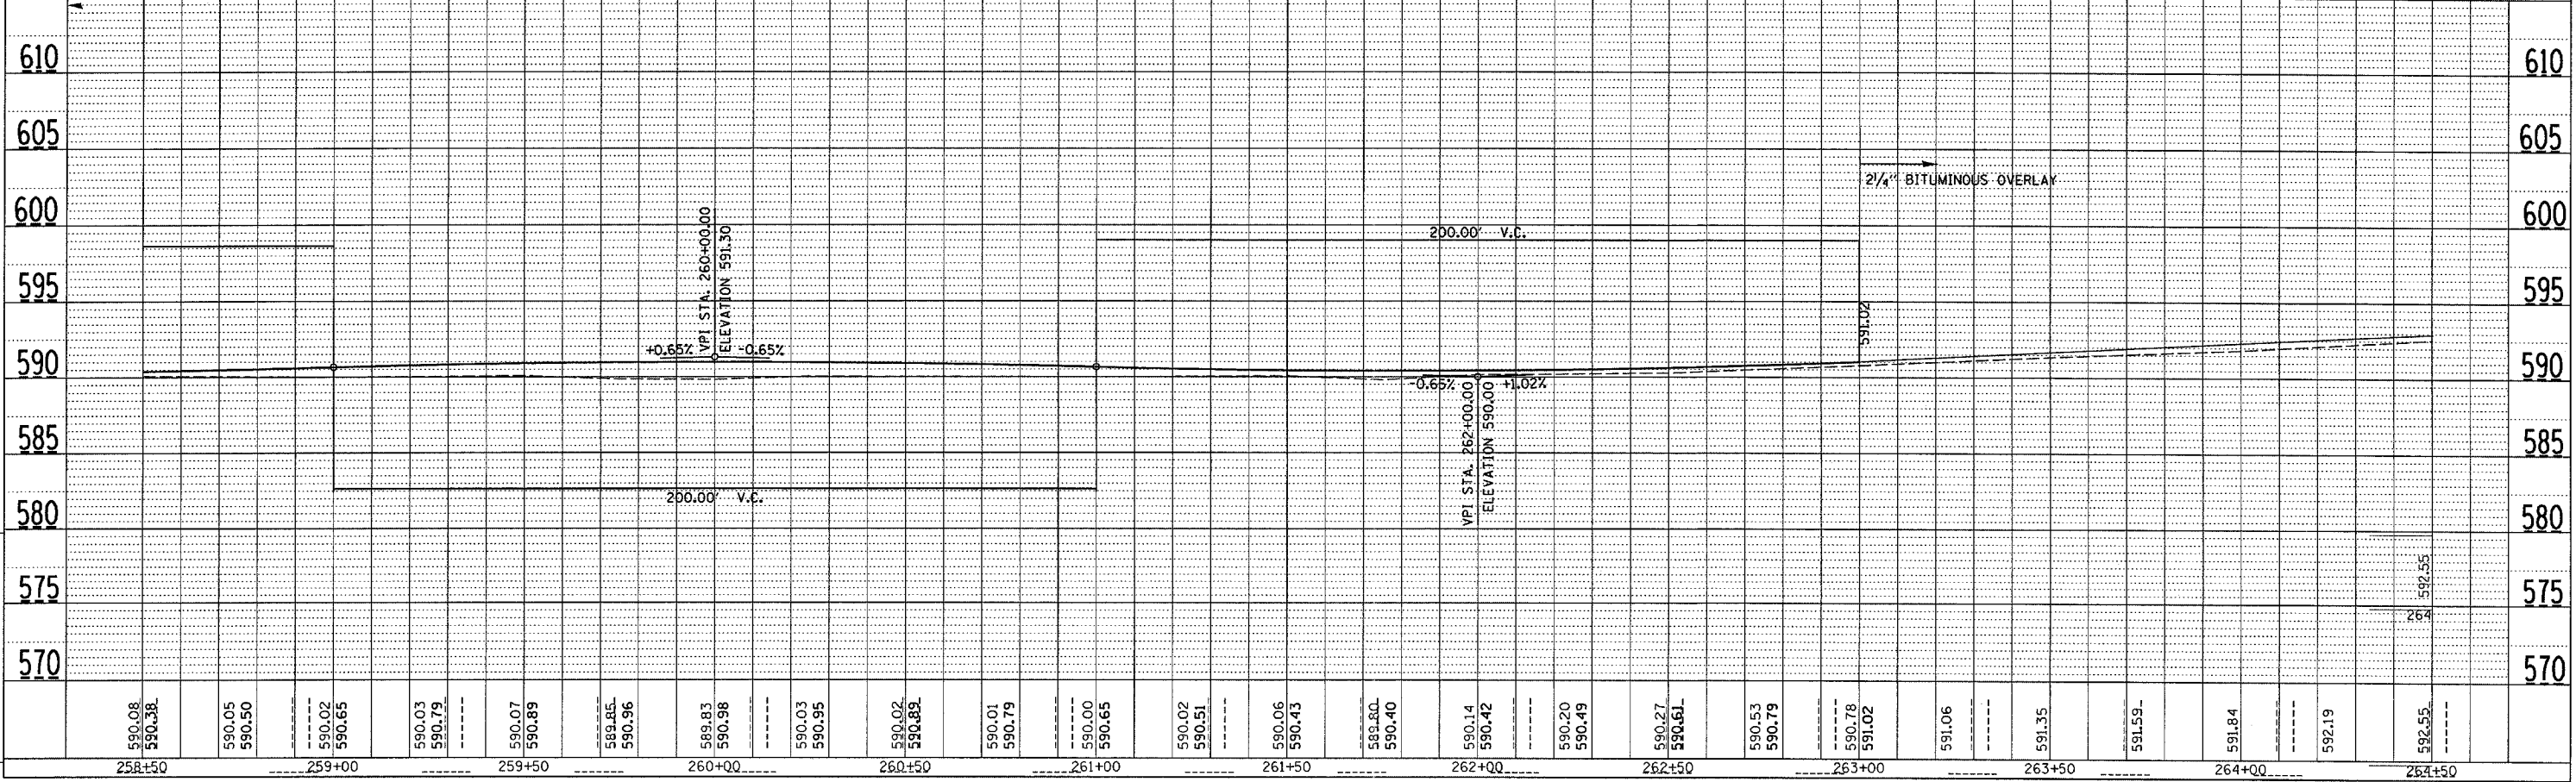 610 610
605 605
2 1/4" BITUMINOUS OVERLAY
600 600
200.00' V.C.
VPI STA. 260+00.00
ELEVATION 591.30
595 595
591.02
+0.65% -0.65%
590 590
-0.65% +1.02%
VPI STA. 262+00.00
ELEVATION 590.00
585 585
200.00' V.C.
580 580
592.55
575 575
264
570 570
590.08 590.05 590.02 590.03 590.07 589.85 589.83 590.03 590.02 590.01 590.00 590.02 590.06 589.80 590.14 590.20 590.27 590.53 590.78 591.06 591.35 591.59 591.84 592.19 592.55
590.38 590.50 590.65 590.79 590.89 590.96 590.98 590.95 590.89 590.79 590.65 590.51 590.43 590.40 590.42 590.49 590.61 590.79 591.02
258+50 259+00 259+50 260+00 260+50 261+00 261+50 262+00 262+50 263+00 263+50 264+00 264+50